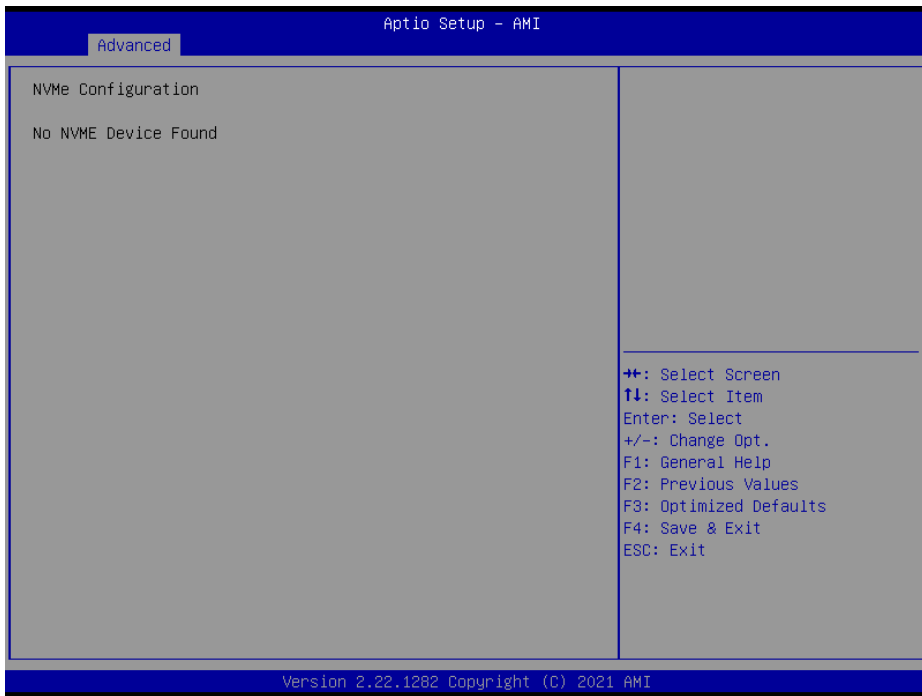 Aptio Setup – AMI
Advanced
NVMe Configuration
No NVME Device Found
→←: Select Screen
↑↓: Select Item
Enter: Select
+/-: Change Opt.
F1: General Help
F2: Previous Values
F3: Optimized Defaults
F4: Save & Exit
ESC: Exit
Version 2.22.1282 Copyright (C) 2021 AMI